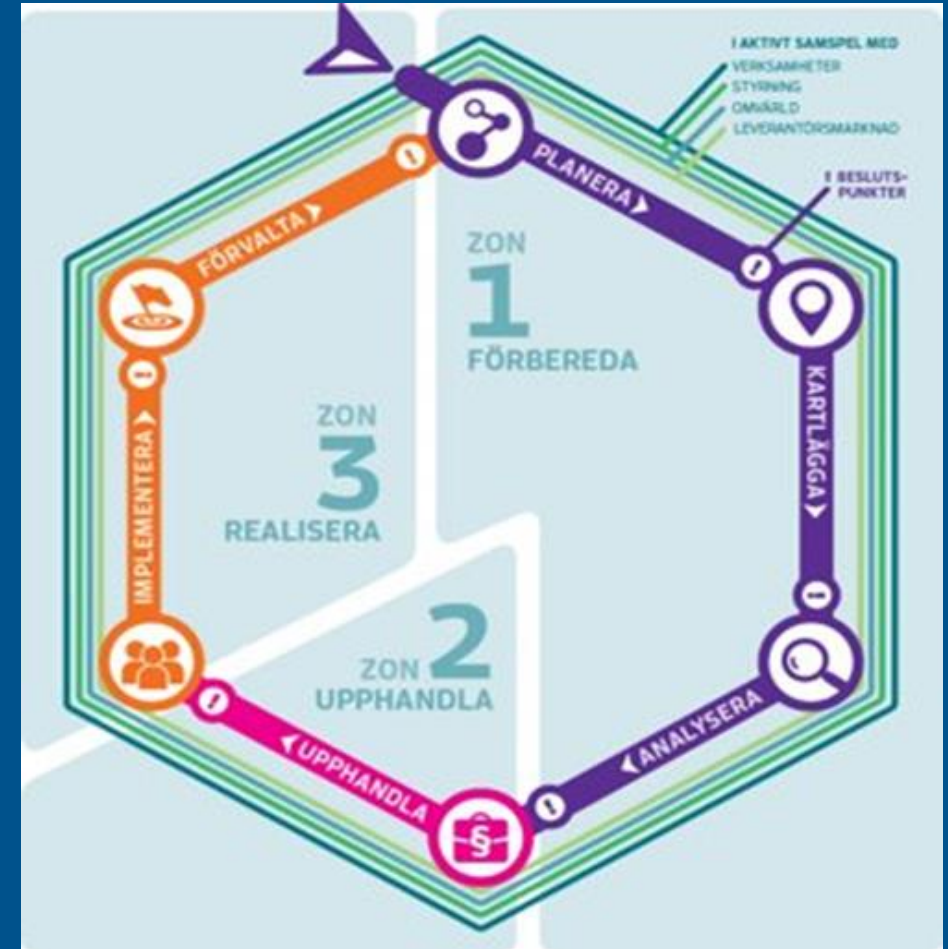 I AKTIVT SAMSPEL MED
VERKSAMHETER
STYRNING
OMVÄRLD
LEVERANTÖRSMARKNAD
! BESLUTS-
PUNKTER
PLANERA
KARTLÄGGA
ANALYSERA
UPPHANDLA
IMPLEMENTERA
FÖRVALTA
ZON
1
FÖRBEREDA
ZON 2
UPPHANDLA
ZON
3
REALISERA
§